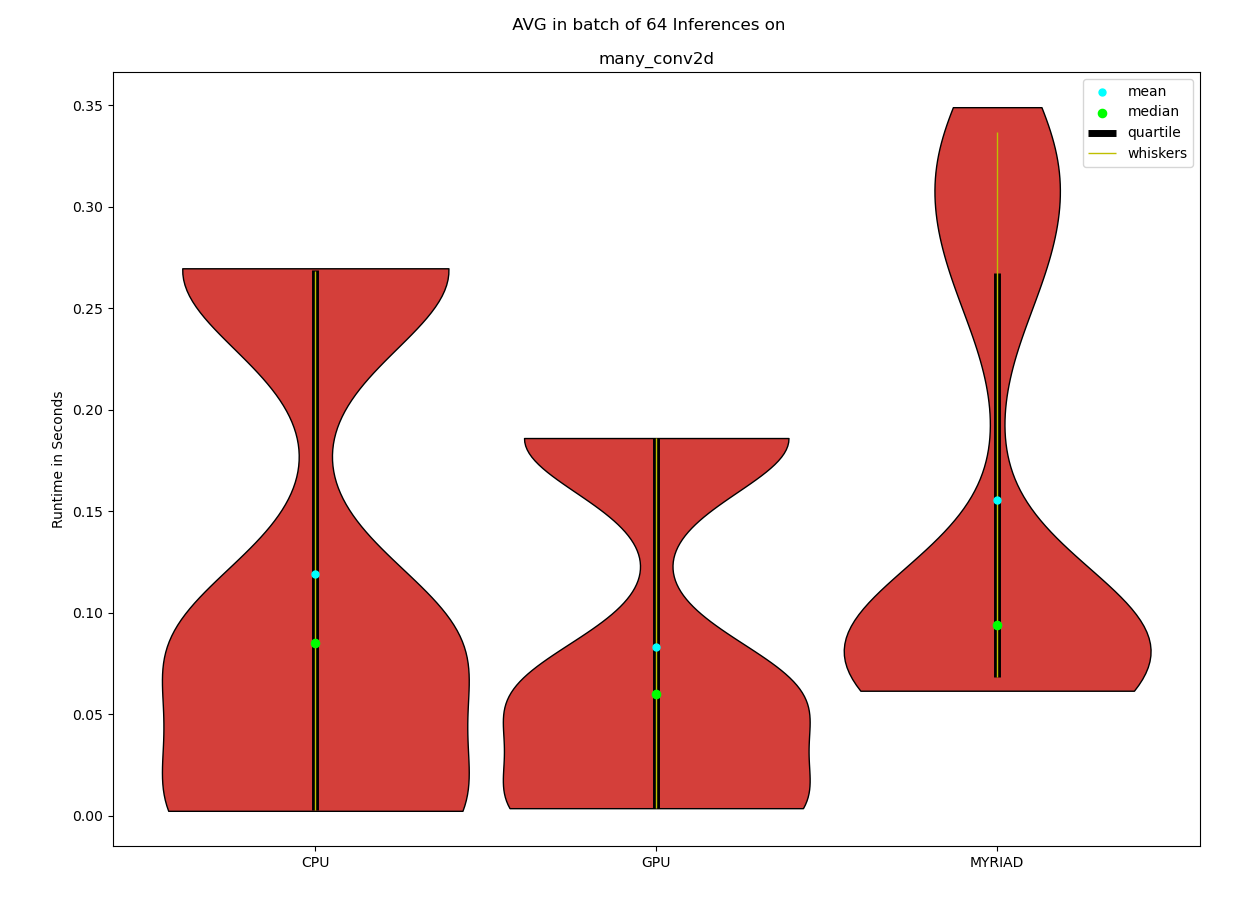 AVG in batch of 64 Inferences on
many_conv2d
mean
median
quartile
whiskers
0.35
0.30
0.25
0.20
0.15
0.10
0.05
0.00
Runtime in Seconds
CPU
GPU
MYRIAD